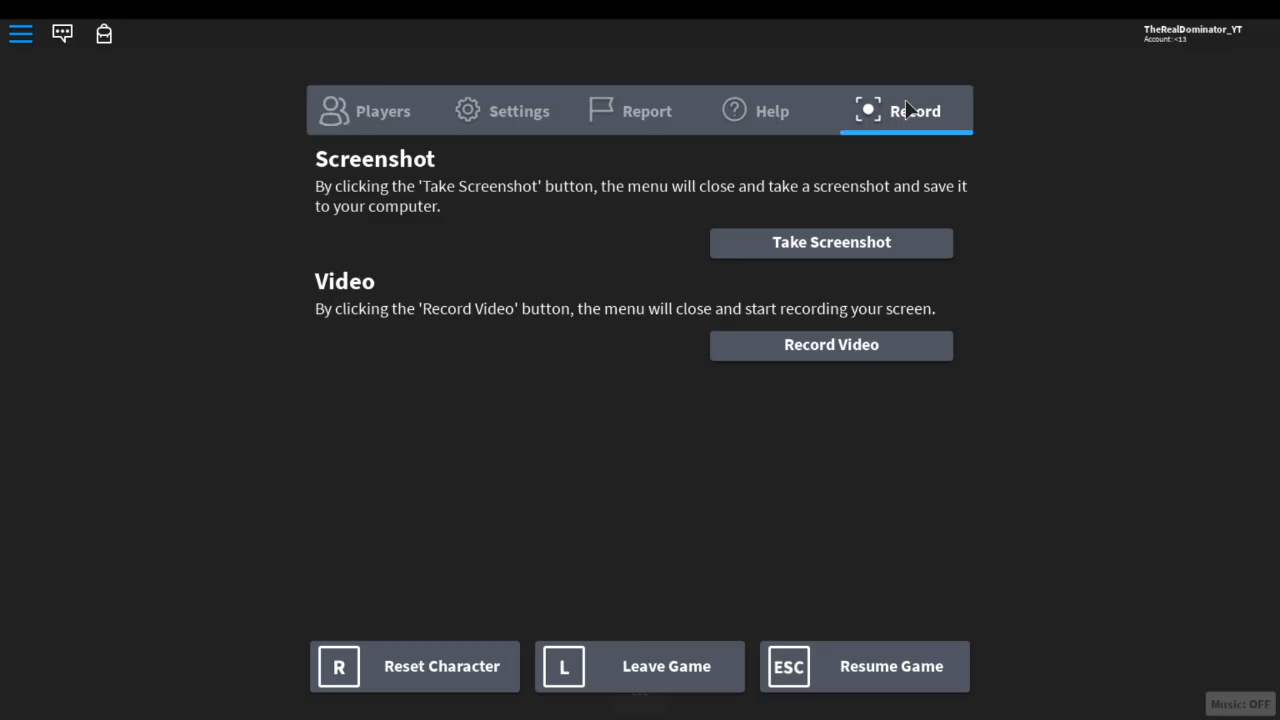 TheRealDominator_YT
Account: <13
Players Settings Report Help Record
Screenshot
By clicking the 'Take Screenshot' button, the menu will close and take a screenshot and save it
to your computer.
Take Screenshot
Video
By clicking the 'Record Video' button, the menu will close and start recording your screen.
Record Video
R Reset Character L Leave Game ESC Resume Game
Music: OFF